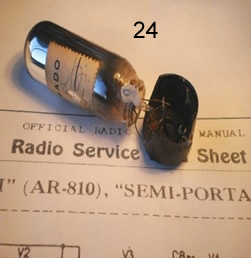 24
OFFICIAL RADIO MANUAL
Radio Service Sheet
(AR-810), "SEMI-PORTA
V2 V3 V4